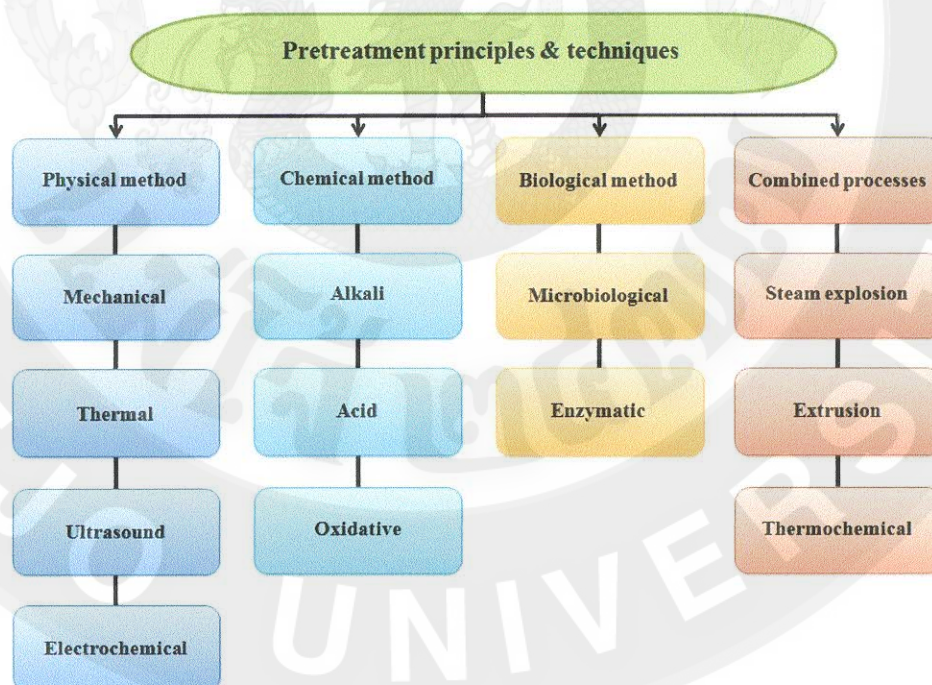 Pretreatment principles & techniques
Physical method
Chemical method
Biological method
Combined processes
Mechanical
Alkali
Microbiological
Steam explosion
Thermal
Acid
Enzymatic
Extrusion
Ultrasound
Oxidative
Thermochemical
Electrochemical
O UNIVERSI